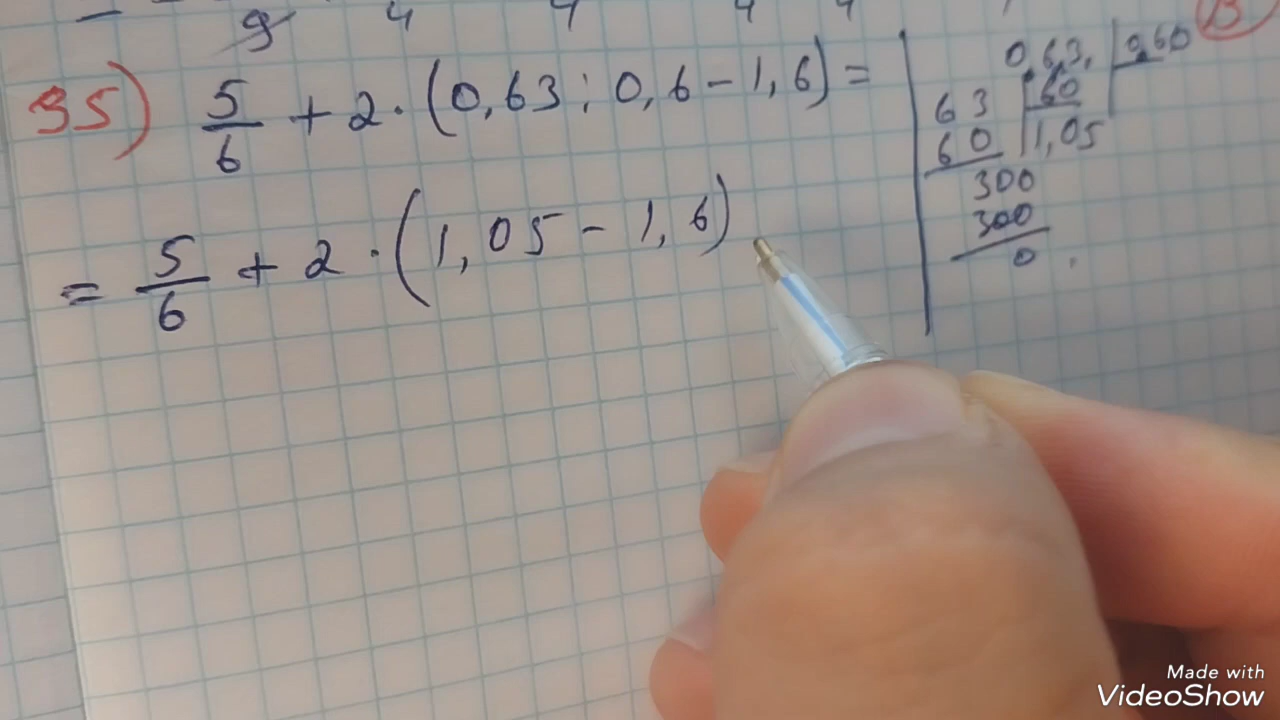 95) 5/6 + 2 · (0,63 : 0,6 - 1,6) =
= 5/6 + 2 · (1,05 - 1,6)
0,63, 0,60
63 60
60 1,05
300
300
0
Made with
VideoShow